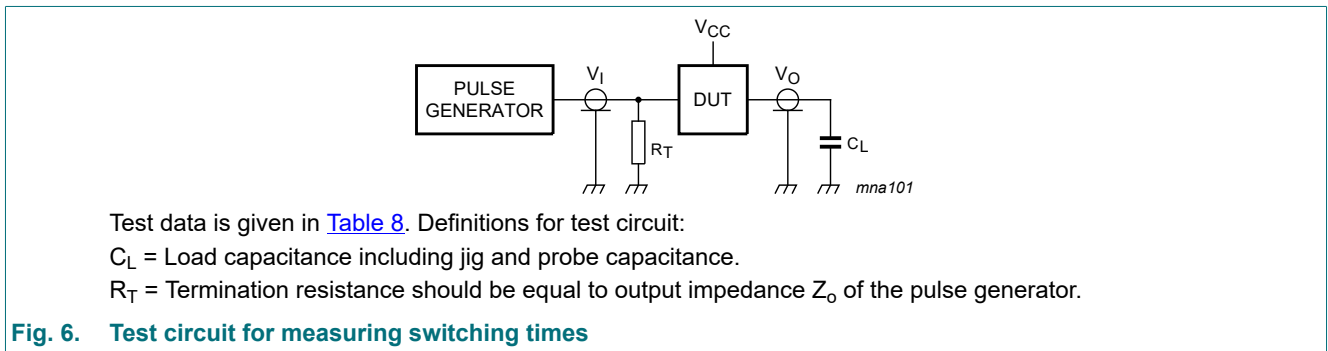 VCC
PULSE
GENERATOR
VI
DUT
VO
RT
CL
mna101
Test data is given in Table 8. Definitions for test circuit:
CL = Load capacitance including jig and probe capacitance.
RT = Termination resistance should be equal to output impedance Zo of the pulse generator.
Fig. 6. Test circuit for measuring switching times